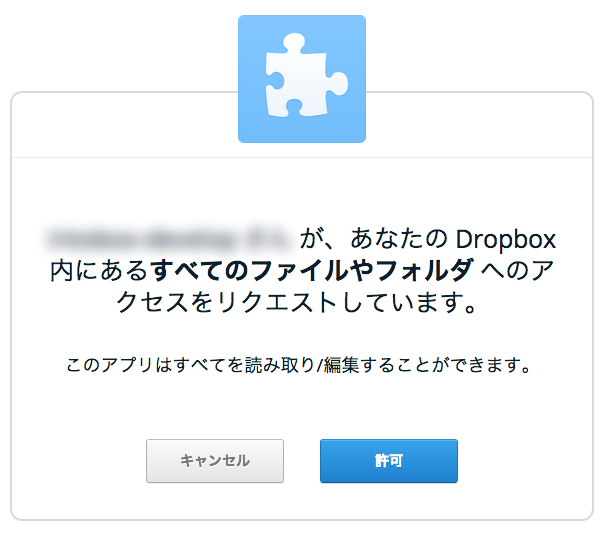 が、あなたの Dropbox
内にあるすべてのファイルやフォルダ へのア
クセスをリクエストしています。
このアプリはすべてを読み取り/編集することができます。
キャンセル
許可